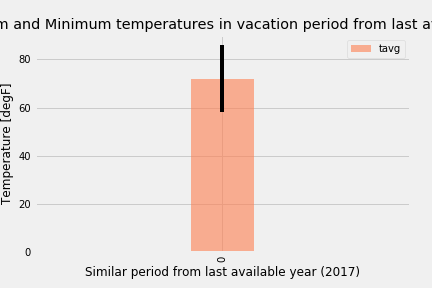 m and Minimum temperatures in vacation period from last av
tavg
80
60
40
20
0
Temperature [degF]
0
Similar period from last available year (2017)